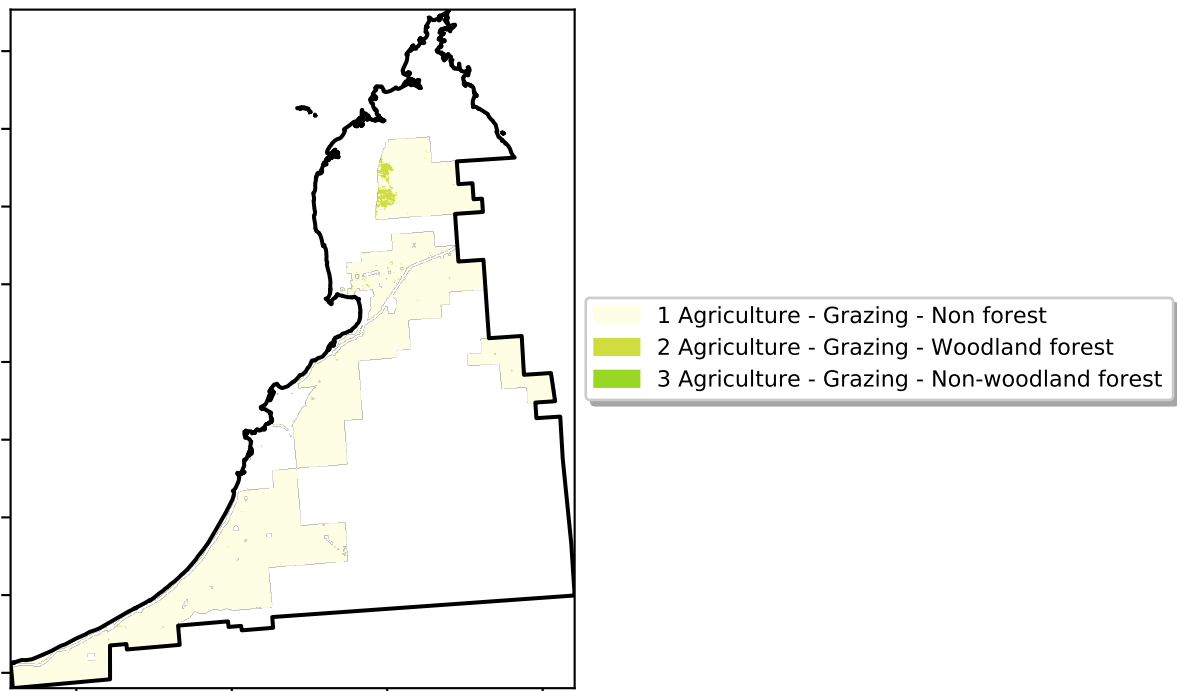 1 Agriculture - Grazing - Non forest
2 Agriculture - Grazing - Woodland forest
3 Agriculture - Grazing - Non-woodland forest